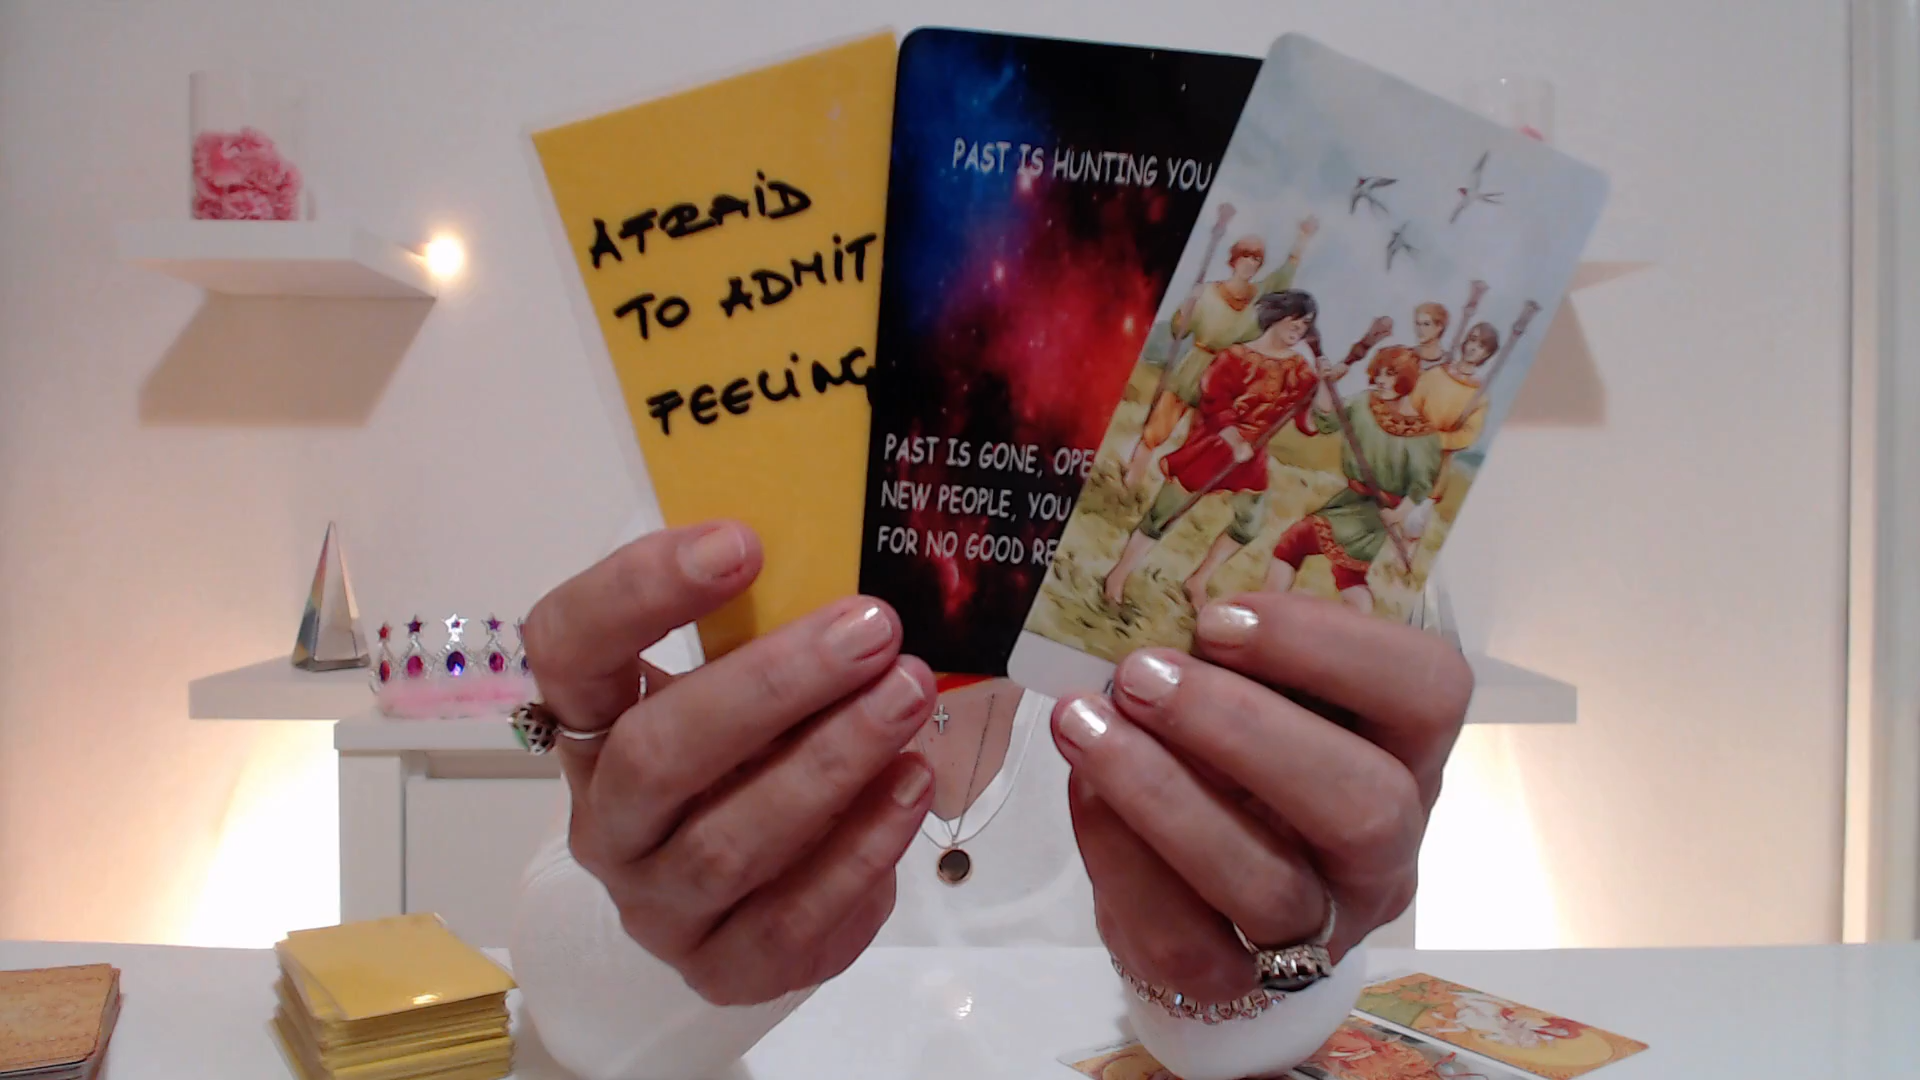 AFRAID
TO ADMIT
FEELING
PAST IS HUNTING YOU
PAST IS GONE, OPE
NEW PEOPLE, YOU
FOR NO GOOD RE